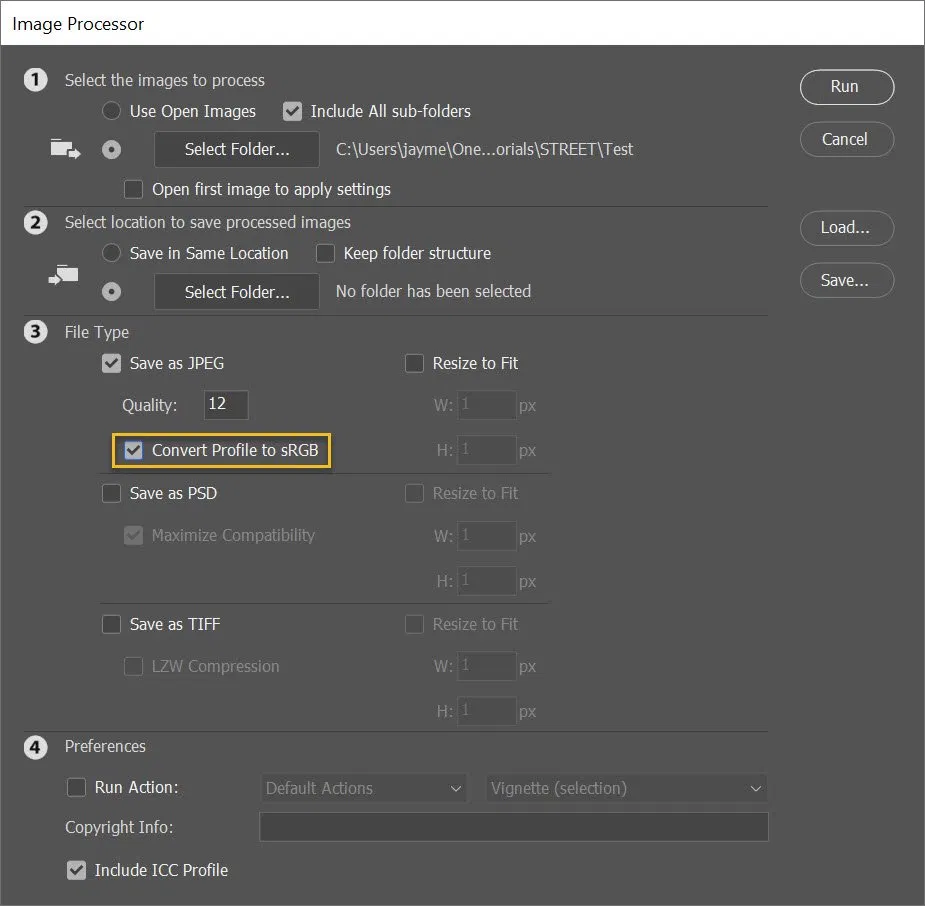 Image Processor
1 Select the images to process
Run
Use Open Images Include All sub-folders
Cancel
Select Folder... C:\Users\jayme\One...orials\STREET\Test
Open first image to apply settings
2 Select location to save processed images
Load...
Save in Same Location Keep folder structure
Save...
Select Folder... No folder has been selected
3 File Type
Save as JPEG Resize to Fit
Quality: 12 W: 1 px
Convert Profile to sRGB H: 1 px
Save as PSD Resize to Fit
Maximize Compatibility W: 1 px
H: 1 px
Save as TIFF Resize to Fit
LZW Compression W: 1 px
H: 1 px
4 Preferences
Run Action: Default Actions Vignette (selection)
Copyright Info:
Include ICC Profile